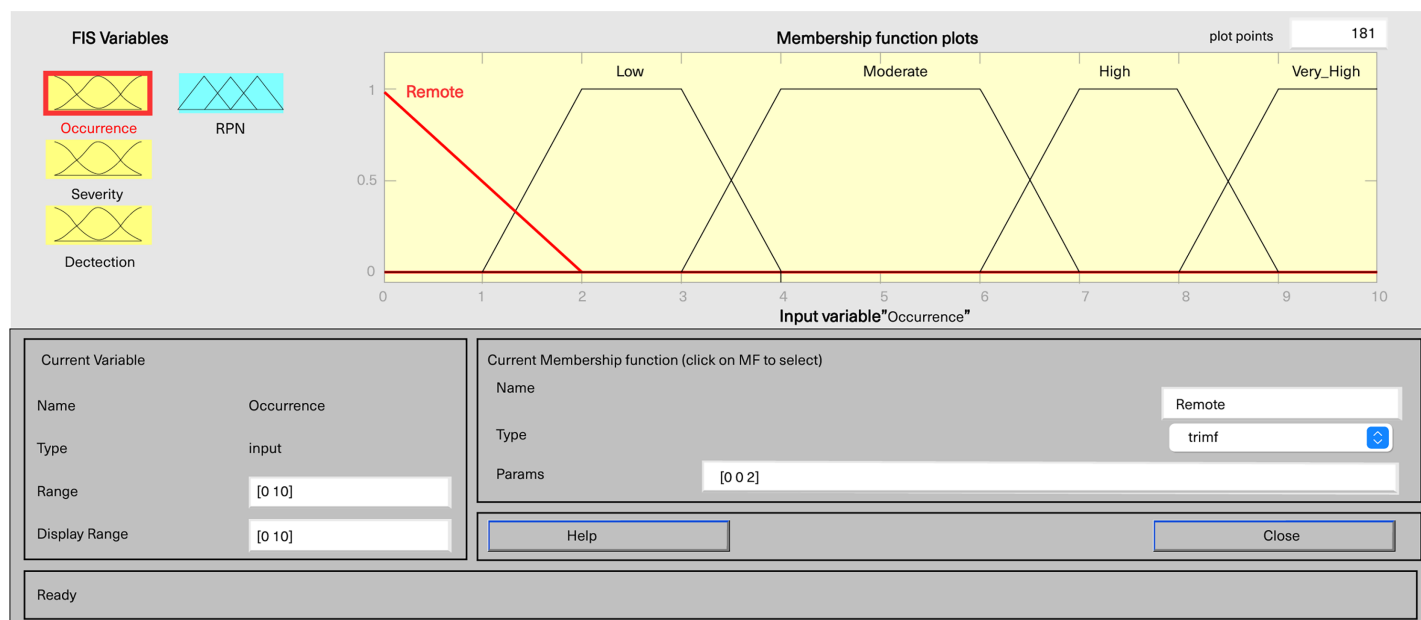 FIS Variables
Membership function plots
plot points
181
Occurrence
RPN
Severity
Dectection
Remote
Low
Moderate
High
Very_High
1
0.5
0
0 1 2 3 4 5 6 7 8 9 10
Input variable"Occurrence"
Current Variable
Name Occurrence
Type input
Range [0 10]
Display Range [0 10]
Current Membership function (click on MF to select)
Name
Remote
Type
trimf
Params
[0 0 2]
Help
Close
Ready